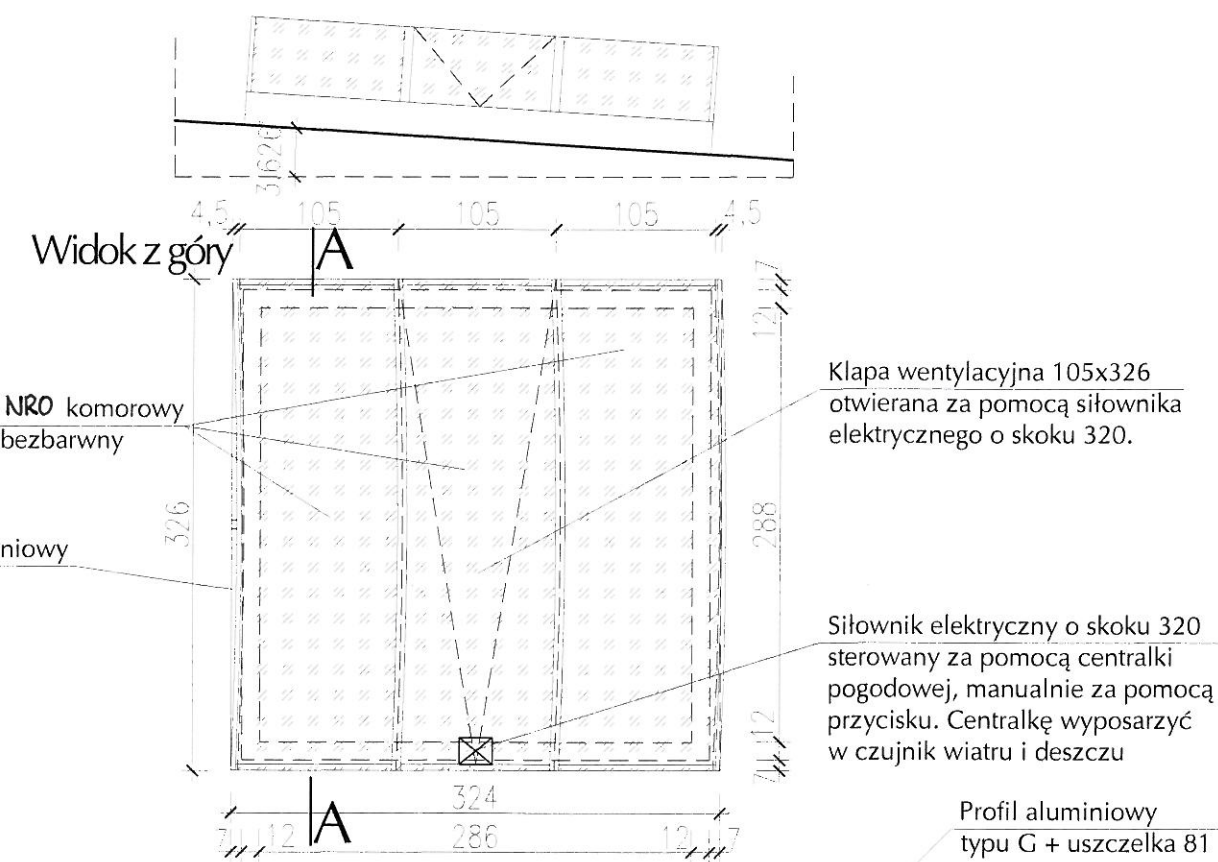 3,620
4,5 105 105 105 4,5
Widok z góry
A
7
12
NRO komorowy
bezbarwny
326
niowy
Klapa wentylacyjna 105x326
otwierana za pomocą siłownika
elektrycznego o skoku 320.
288
Siłownik elektryczny o skoku 320
sterowany za pomocą centralki
pogodowej, manualnie za pomocą
przycisku. Centralkę wyposarzyć
w czujnik wiatru i deszczu
12
7
324
A
7 12 286 12 7
Profil aluminiowy
typu G + uszczelka 81